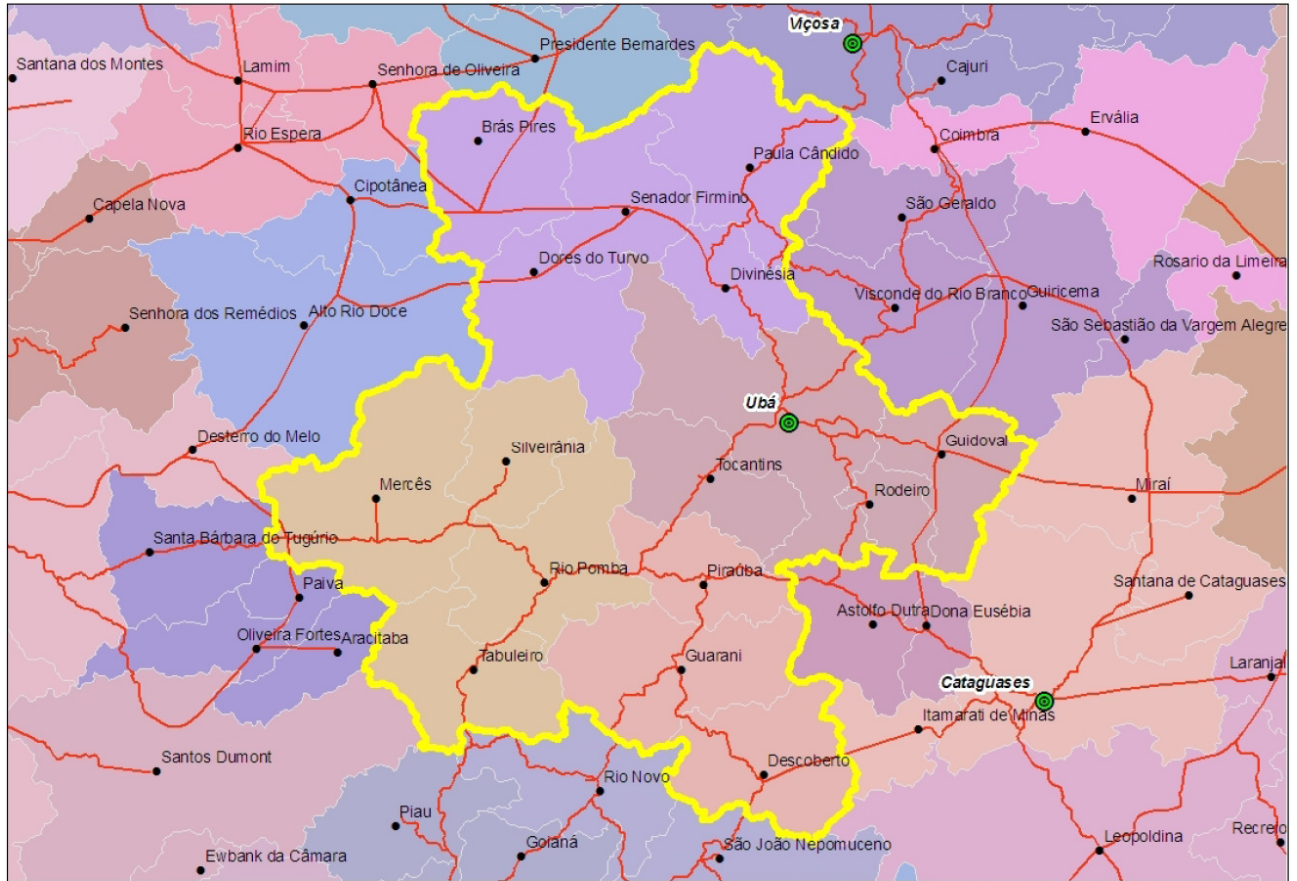 Viçosa
Presidente Bernardes
Santana dos Montes
Lamim
Senhora de Oliveira
Cajuri
Brás Pires
Ervália
Rio Espera
Coimbra
Paula Cândido
Cipotânea
Capela Nova
Senador Firmino
São Geraldo
Dores do Turvo
Rosario da Limeira
Divinésia
Visconde do Rio Branco
Guiricema
Senhora dos Remédios
Alto Rio Doce
São Sebastião da Vargem Alegre
Ubá
Desterro do Melo
Silveirânia
Guidoval
Tocantins
Mercês
Rodeiro
Miraí
Santa Bárbara do Tugúrio
Rio Pomba
Piraúba
Santana de Cataguases
Paiva
Astolfo Dutra
Dona Eusébia
Oliveira Fortes
Aracitaba
Tabuleiro
Guarani
Laranjal
Cataguases
Itamarati de Minas
Santos Dumont
Descoberto
Rio Novo
Piau
Goianá
São João Nepomuceno
Leopoldina
Recreio
Ewbank da Câmara